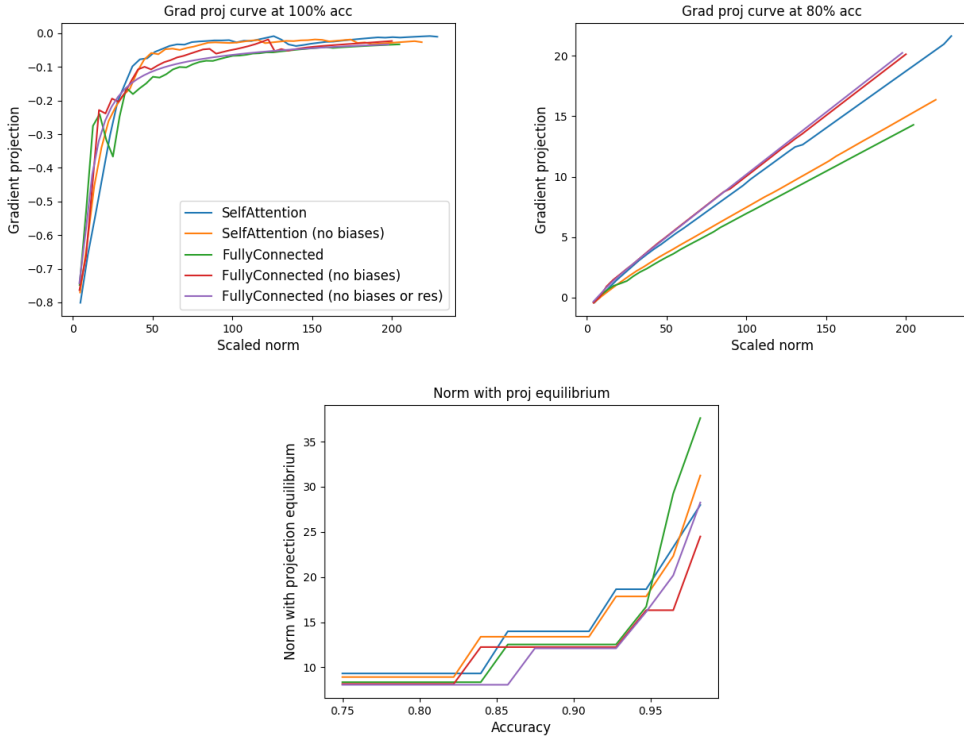 Grad proj curve at 100% acc
Gradient projection
0.0
−0.1
−0.2
−0.3
−0.4
−0.5
−0.6
−0.7
−0.8
SelfAttention
SelfAttention (no biases)
FullyConnected
FullyConnected (no biases)
FullyConnected (no biases or res)
0 50 100 150 200
Scaled norm
Grad proj curve at 80% acc
Gradient projection
20
15
10
5
0
0 50 100 150 200
Scaled norm
Norm with proj equilibrium
Norm with projection equilibrium
35
30
25
20
15
10
0.75 0.80 0.85 0.90 0.95
Accuracy